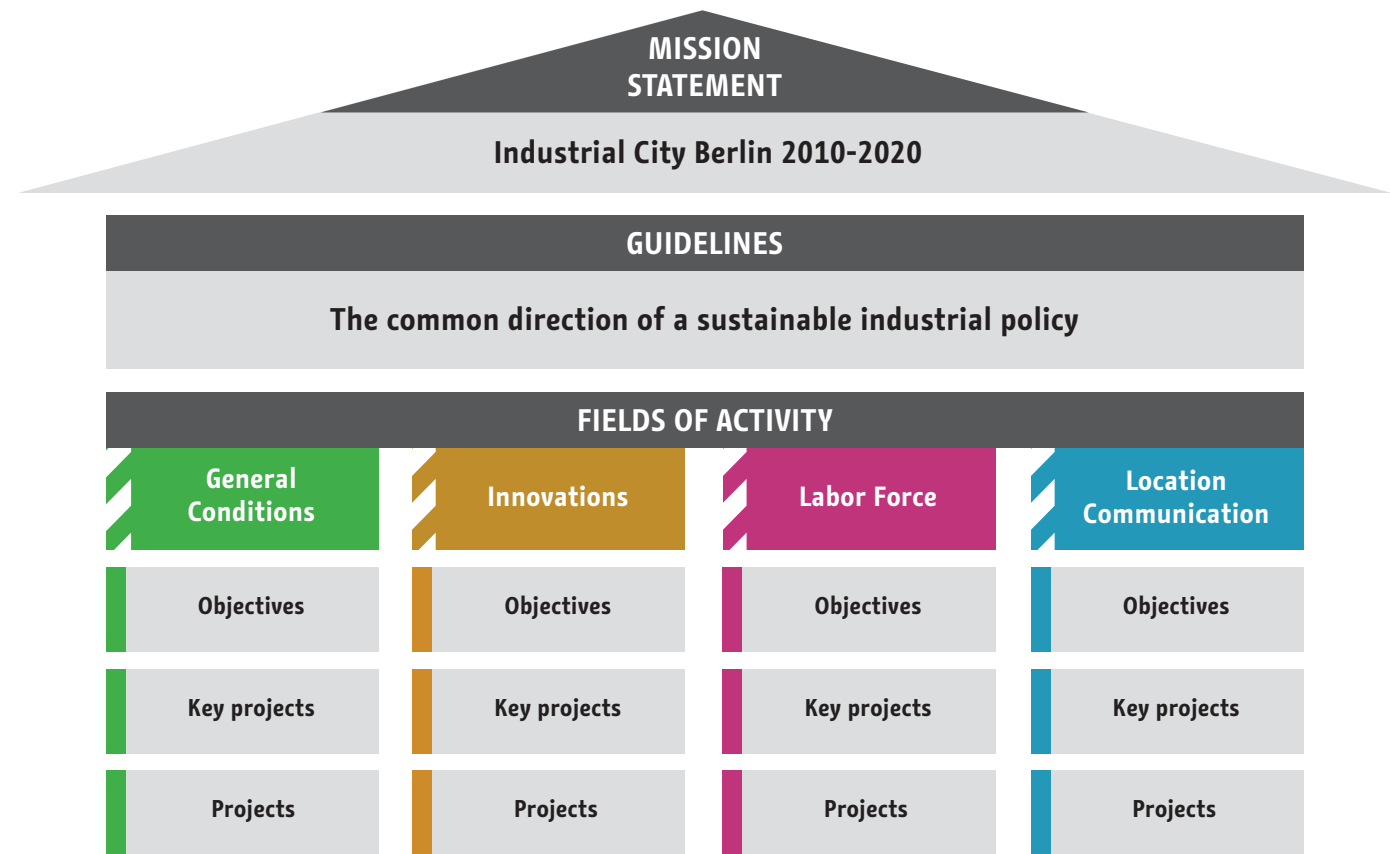 MISSION
STATEMENT
Industrial City Berlin 2010-2020
GUIDELINES
The common direction of a sustainable industrial policy
FIELDS OF ACTIVITY
General
Conditions
Innovations
Labor Force
Location
Communication
Objectives
Objectives
Objectives
Objectives
Key projects
Key projects
Key projects
Key projects
Projects
Projects
Projects
Projects